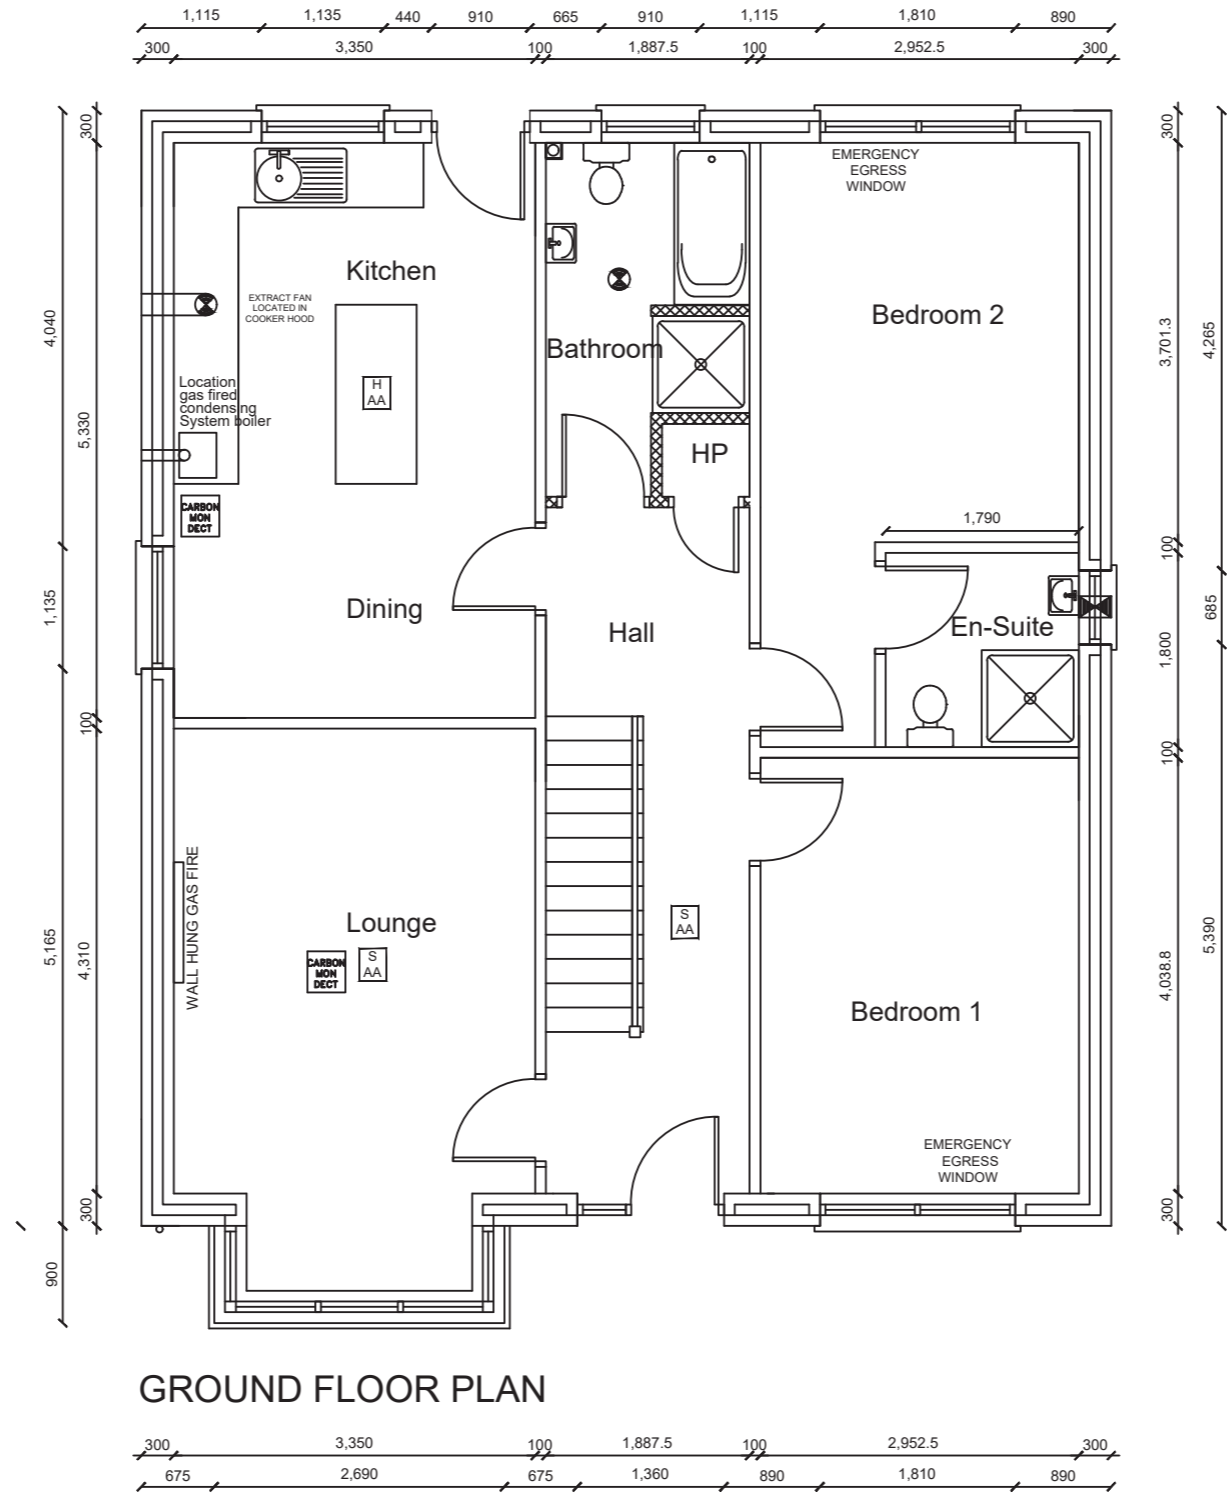 1,115 1,135 440 910 665 910 1,115 1,810 890
300 3,350 100 1,887.5 100 2,952.5 300
300
4,040
5,330
1,135
100
5,165
4,310
300
900
EMERGENCY
EGRESS
WINDOW
Kitchen
EXTRACT FAN
LOCATED IN
COOKER HOOD
H
AA
Location
gas fired
condensing
System boiler
CARBON
MON
DECT
Bathroom
HP
Bedroom 2
1,790
Dining
Hall
En-Suite
WALL HUNG GAS FIRE
Lounge
CARBON
MON
DECT
S
AA
S
AA
Bedroom 1
EMERGENCY
EGRESS
WINDOW
300
3,701.3
4,265
100
685
1,800
100
5,390
4,038.8
300
GROUND FLOOR PLAN
300 3,350 100 1,887.5 100 2,952.5 300
675 2,690 675 1,360 890 1,810 890